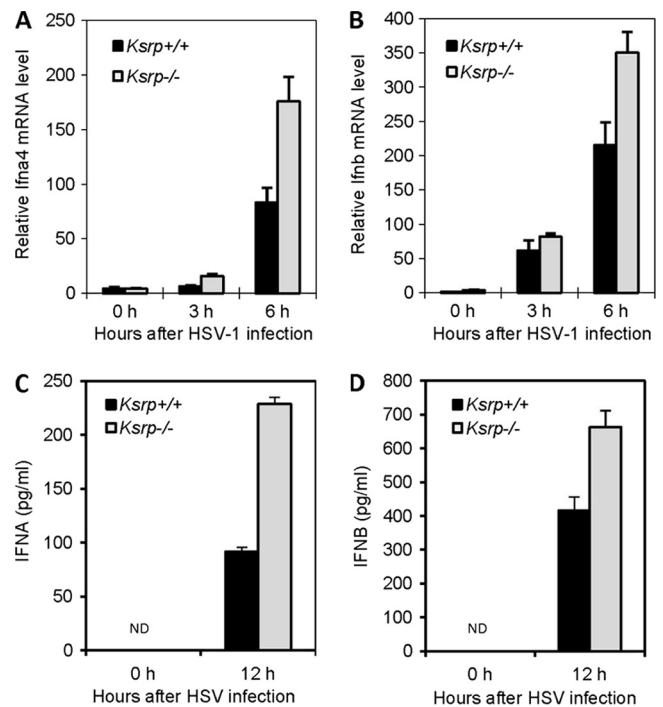 A
Relative Ifna4 mRNA level
250
200
150
100
50
0
Ksrp+/+
Ksrp-/-
0 h 3 h 6 h
Hours after HSV-1 infection
B
Relative Ifnb mRNA level
400
350
300
250
200
150
100
50
0
Ksrp+/+
Ksrp-/-
0 h 3 h 6 h
Hours after HSV-1 infection
C
IFNA (pg/ml)
250
200
150
100
50
0
Ksrp+/+
Ksrp-/-
ND
0 h 12 h
Hours after HSV infection
D
IFNB (pg/ml)
800
700
600
500
400
300
200
100
0
Ksrp+/+
Ksrp-/-
ND
0 h 12 h
Hours after HSV infection